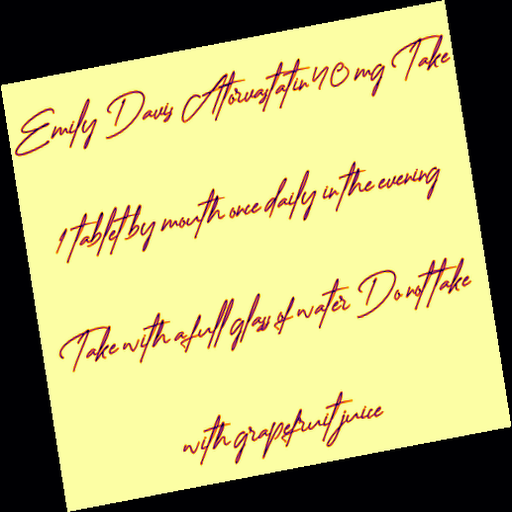 Emily Davis Atorvastatin 40 mg Take
1 tablet by mouth once daily in the evening
Take with a full glass of water Do not take
with grapefruit juice